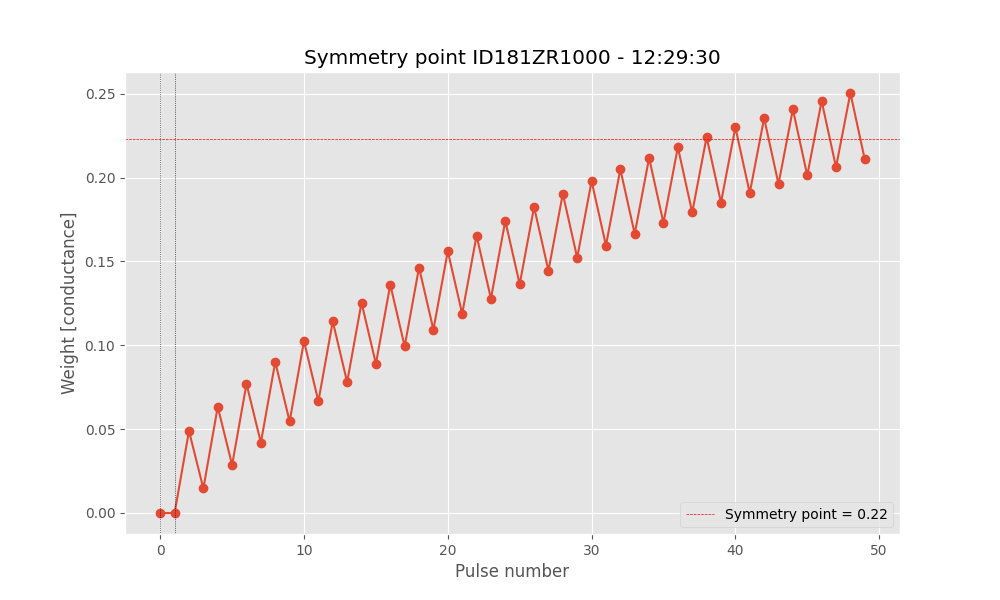 Symmetry point ID181ZR1000 - 12:29:30
0.25
0.20
0.15
0.10
0.05
0.00
Weight [conductance]
Symmetry point = 0.22
0 10 20 30 40 50
Pulse number